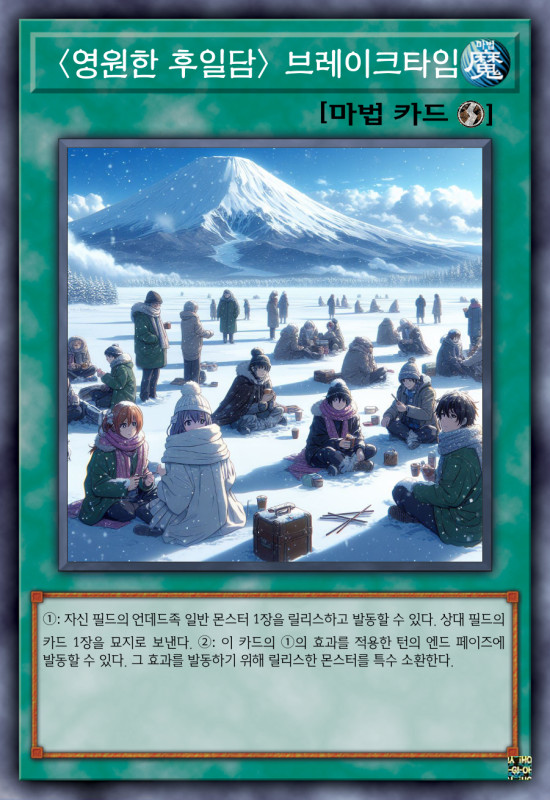 〈영원한 후일담〉 브레이크타임
마법
魔
[마법 카드]
①: 자신 필드의 언데드족 일반 몬스터 1장을 릴리스하고 발동할 수 있다. 상대 필드의
카드 1장을 묘지로 보낸다. ②: 이 카드의 ①의 효과를 적용한 턴의 엔드 페이즈에
발동할 수 있다. 그 효과를 발동하기 위해 릴리스한 몬스터를 특수 소환한다.